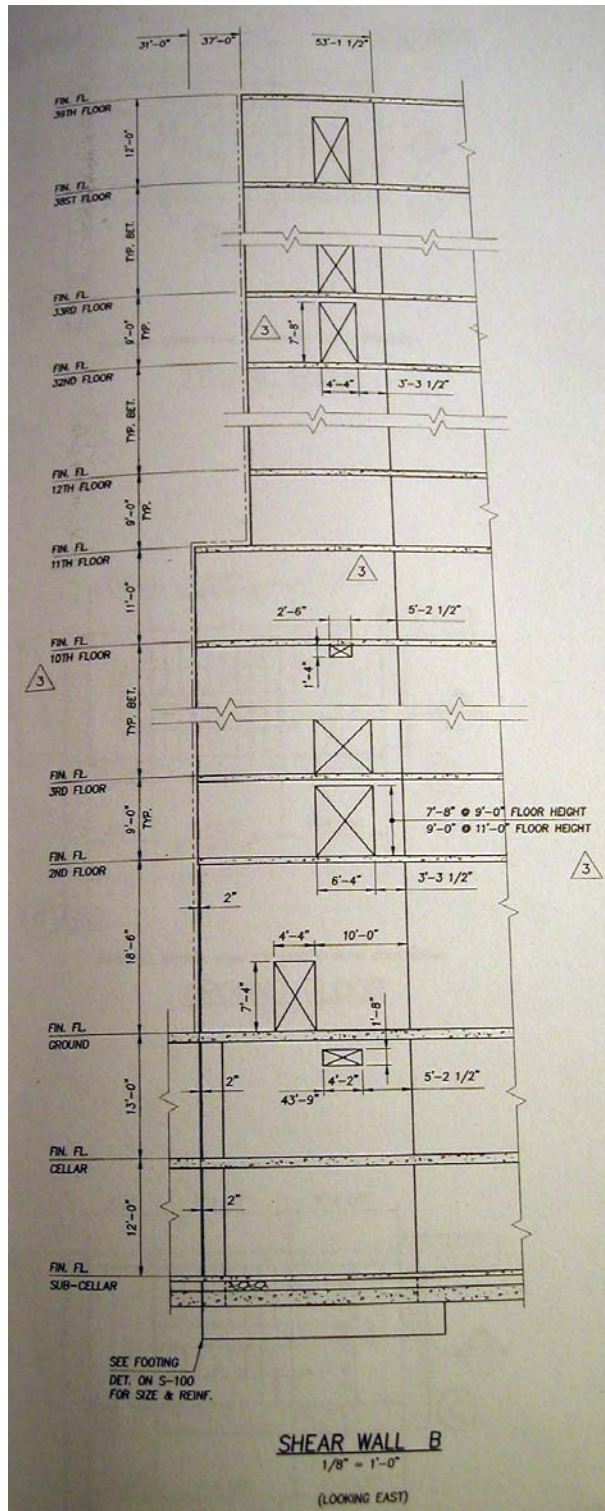 31'-0"
37'-0"
53'-1 1/2"
FIN. FL.
39TH FLOOR
12'-0"
FIN. FL.
38ST FLOOR
TYP. BET.
FIN. FL.
33RD FLOOR
3
7'-8"
9'-0"
TYP.
FIN. FL.
32ND FLOOR
4'-4"
3'-3 1/2"
TYP. BET.
FIN. FL.
12TH FLOOR
9'-0"
TYP.
FIN. FL.
11TH FLOOR
3
11'-0"
2'-6"
5'-2 1/2"
FIN. FL.
10TH FLOOR
1'-4"
3
TYP. BET.
FIN. FL.
3RD FLOOR
9'-0"
TYP.
7'-8" @ 9'-0" FLOOR HEIGHT
9'-0" @ 11'-0" FLOOR HEIGHT
FIN. FL.
2ND FLOOR
3
6'-4"
3'-3 1/2"
2"
4'-4"
10'-0"
18'-6"
7'-4"
1'-8"
FIN. FL.
GROUND
2"
4'-2"
5'-2 1/2"
43'-9"
13'-0"
FIN. FL.
CELLAR
2"
12'-0"
FIN. FL.
SUB-CELLAR
SEE FOOTING
DET. ON S-100
FOR SIZE & REINF.
SHEAR WALL B
1/8" = 1'-0"
(LOOKING EAST)